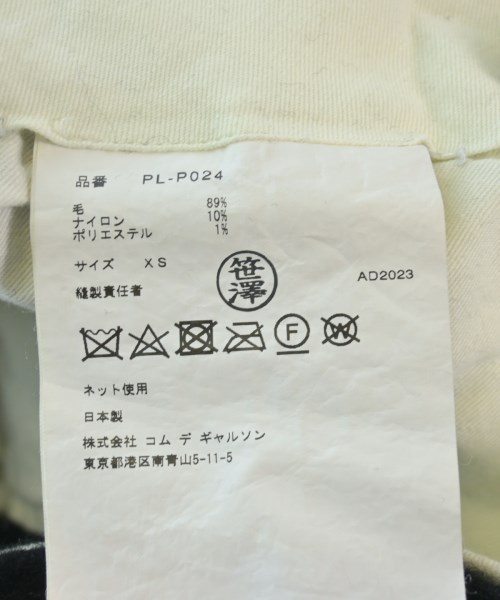 品番 PL-P024
毛 89%
ナイロン 10%
ポリエステル 1%
サイズ XS
笹澤
AD2023
縫製責任者
F
W
ネット使用
日本製
株式会社 コム デ ギャルソン
東京都港区南青山5-11-5